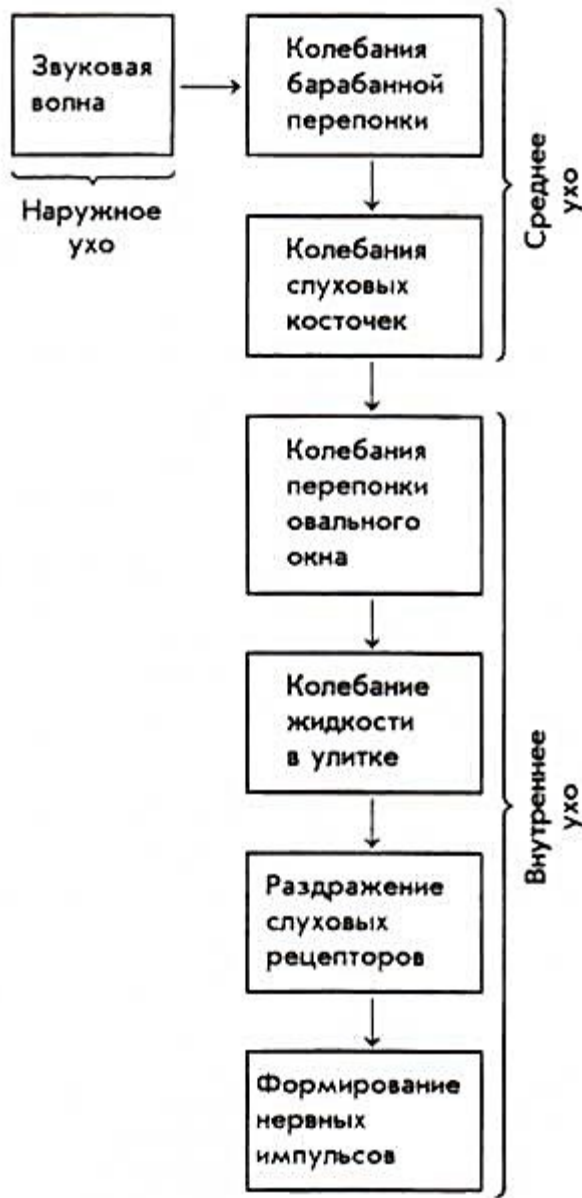 Звуковая
волна
Наружное
ухо
Колебания
барабанной
перепонки
Колебания
слуховых
косточек
Среднее
ухо
Колебания
перепонки
овального
окна
Колебание
жидкости
в улитке
Раздражение
слуховых
рецепторов
Формирование
нервных
импульсов
Внутреннее
ухо